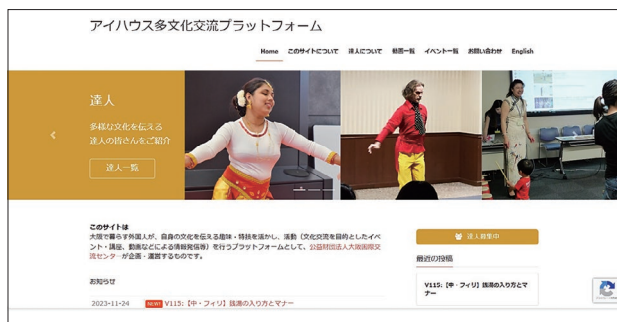 アイハウス多文化交流プラットフォーム
Home このサイトについて 達人について 動画一覧 イベント一覧 お問い合わせ English
達人
多様な文化を伝える
達人の皆さんをご紹介
達人一覧
このサイトは
大阪で暮らす外国人が、自身の文化を伝える趣味・特技を活かし、活動（文化交流を目的としたイベ
ント・講座、動画などによる情報発信等）を行うプラットフォームとして、公益財団法人大阪国際交
流センターが企画・運営するものです。
達人募集中
最近の投稿
V115:【中・フィリ】銭湯の入り方とマ
ナー
お知らせ
2023-11-24 NEW! V115:【中・フィリ】銭湯の入り方とマナー